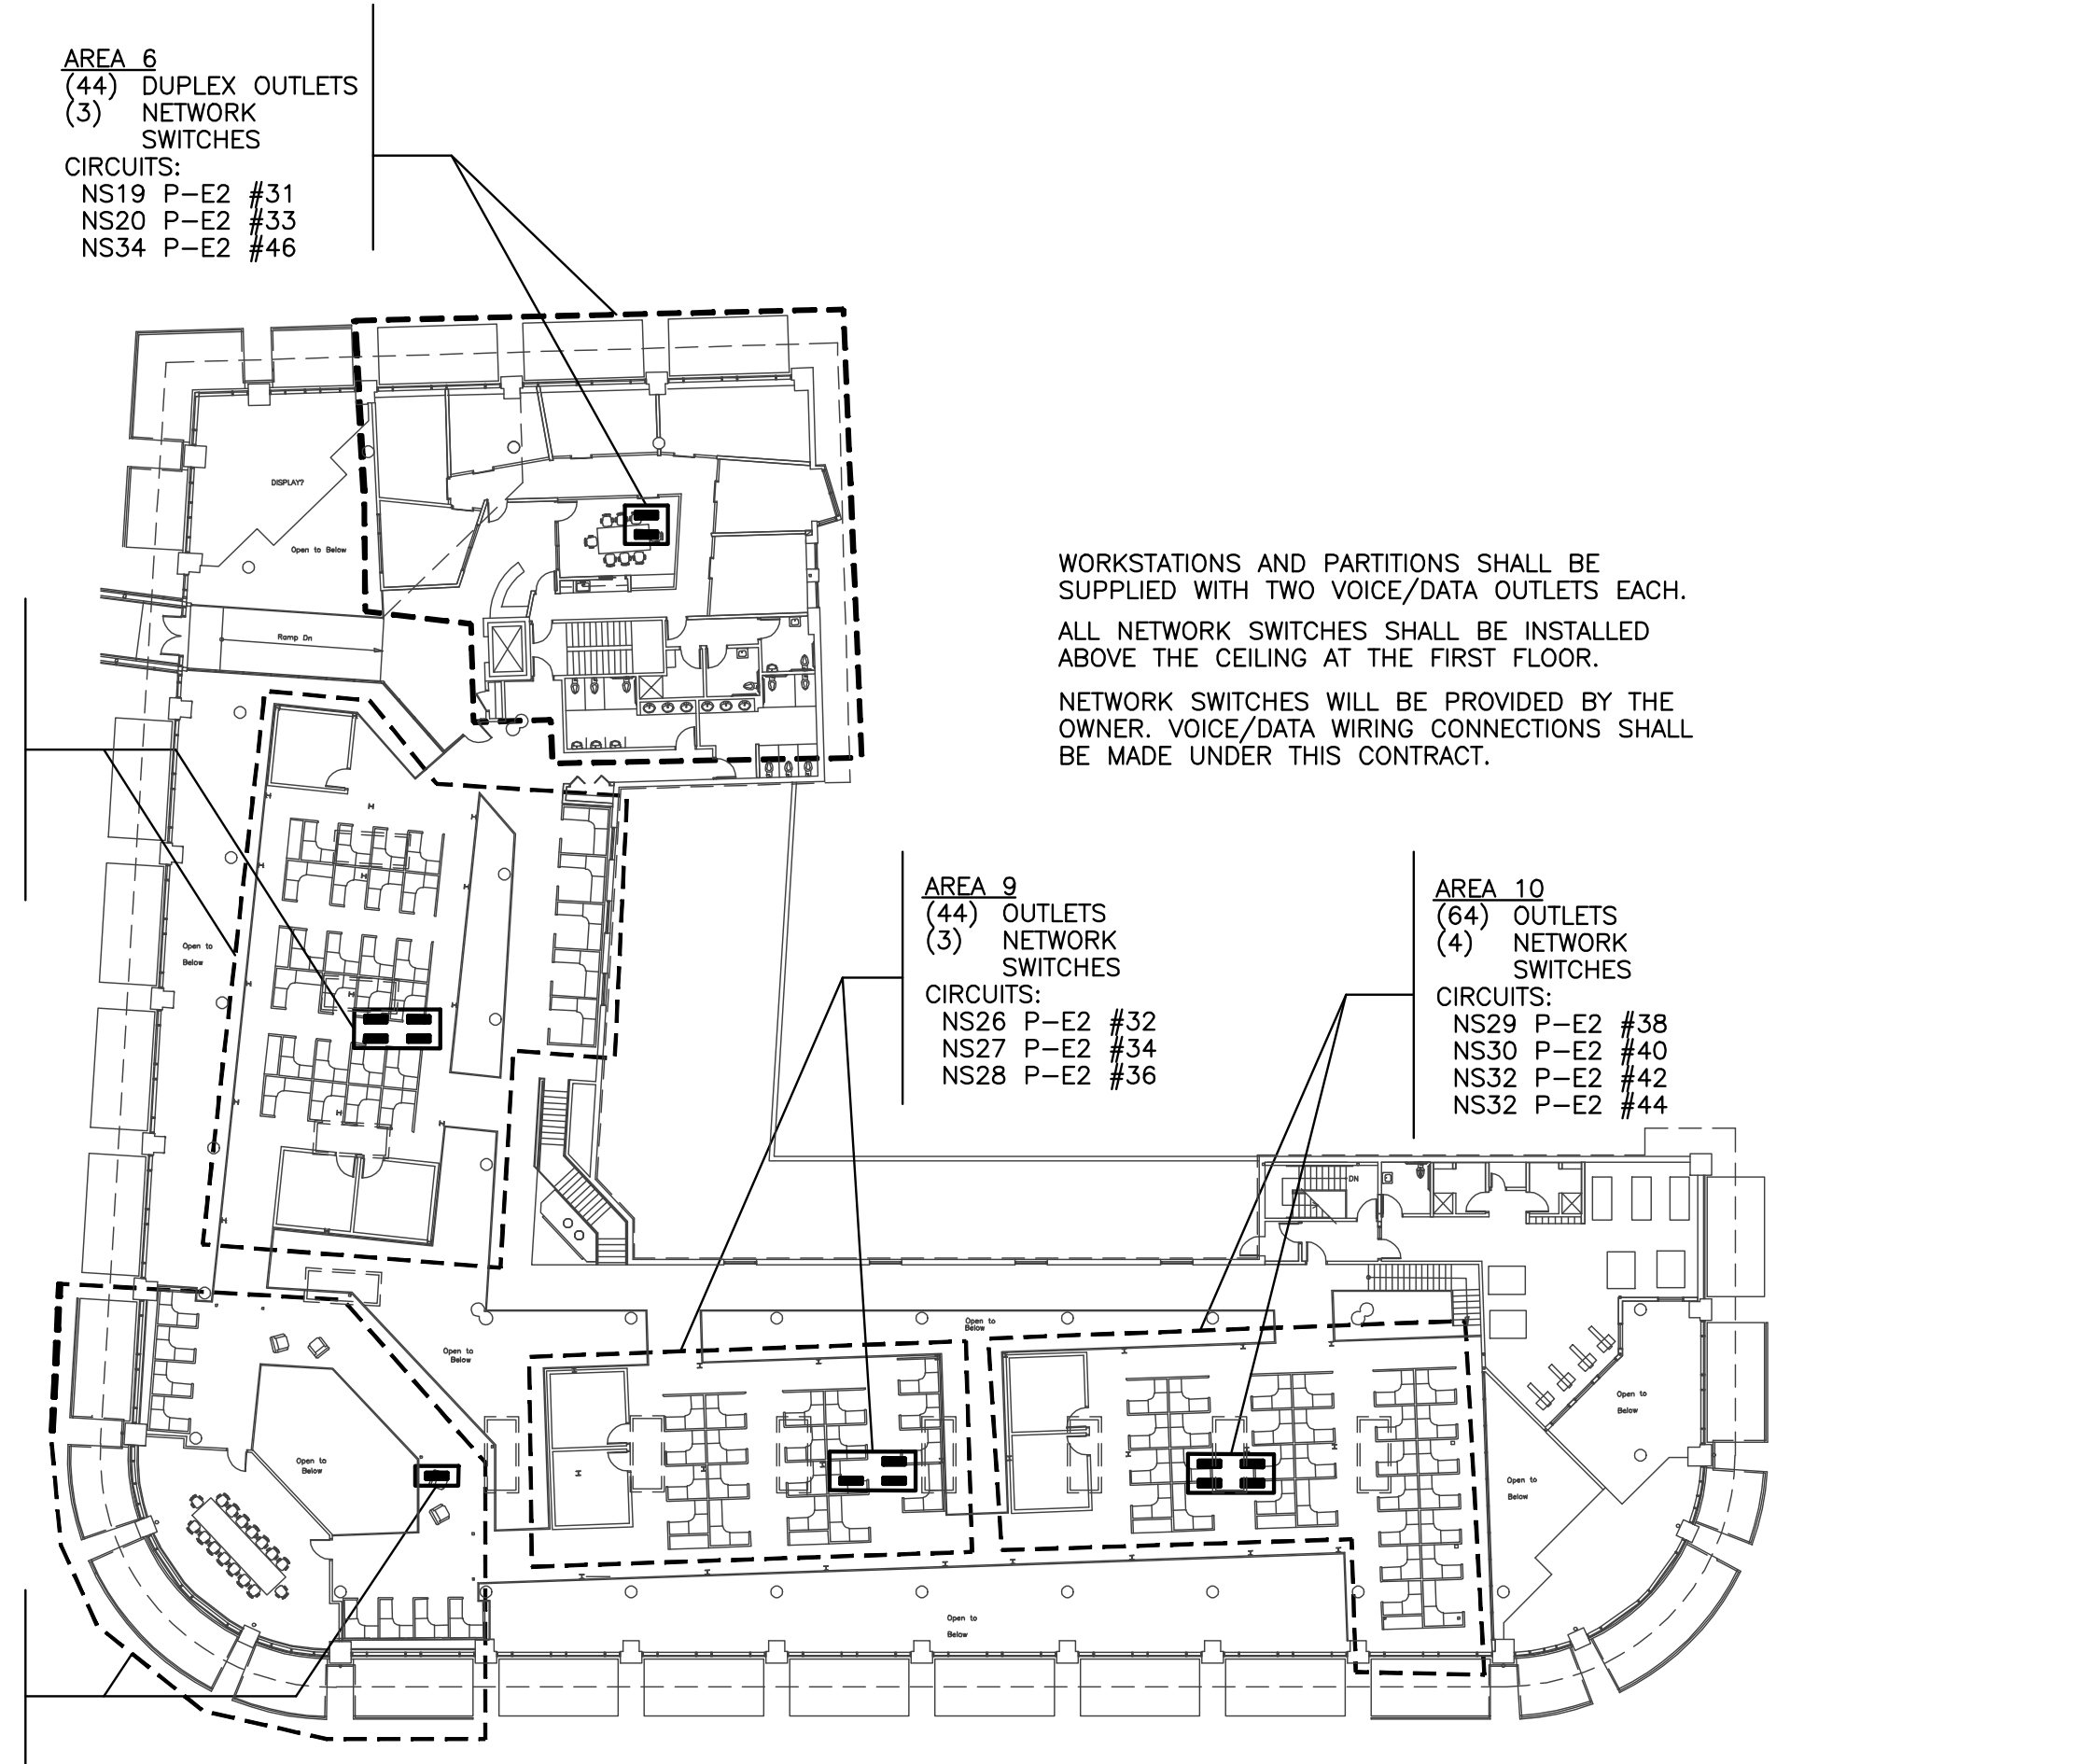 AREA 6
(44) DUPLEX OUTLETS
(3) NETWORK
SWITCHES
CIRCUITS:
NS19 P-E2 #31
NS20 P-E2 #33
NS34 P-E2 #46
DISPLAY?
Open to Below
Ramp Dn
WORKSTATIONS AND PARTITIONS SHALL BE
SUPPLIED WITH TWO VOICE/DATA OUTLETS EACH.
ALL NETWORK SWITCHES SHALL BE INSTALLED
ABOVE THE CEILING AT THE FIRST FLOOR.
NETWORK SWITCHES WILL BE PROVIDED BY THE
OWNER. VOICE/DATA WIRING CONNECTIONS SHALL
BE MADE UNDER THIS CONTRACT.
Open to
Below
AREA 9
(44) OUTLETS
(3) NETWORK
SWITCHES
CIRCUITS:
NS26 P-E2 #32
NS27 P-E2 #34
NS28 P-E2 #36
AREA 10
(64) OUTLETS
(4) NETWORK
SWITCHES
CIRCUITS:
NS29 P-E2 #38
NS30 P-E2 #40
NS32 P-E2 #42
NS32 P-E2 #44
DN
Open to
Below
Open to
Below
Open to
Below
Open to
Below
Open to
Below
Open to
Below